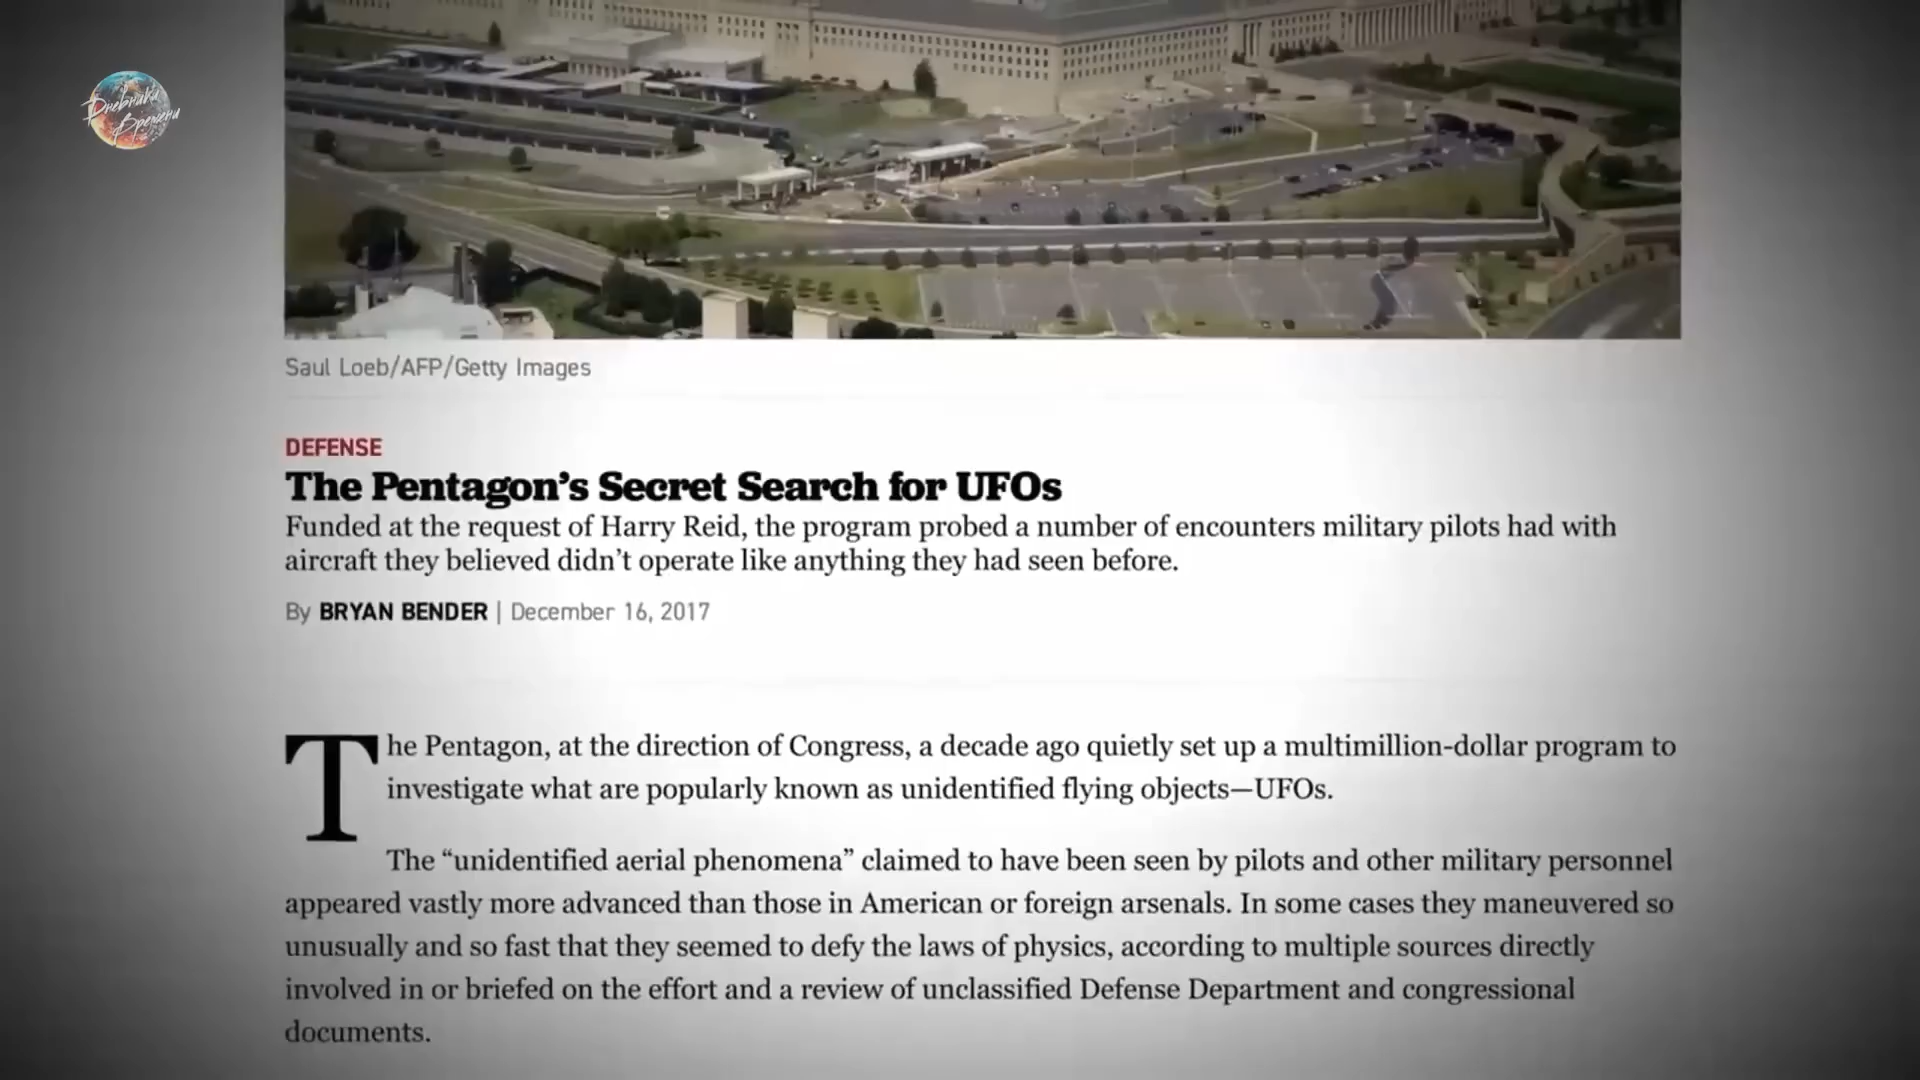 Дневники
Времени
Saul Loeb/AFP/Getty Images
DEFENSE
The Pentagon’s Secret Search for UFOs
Funded at the request of Harry Reid, the program probed a number of encounters military pilots had with
aircraft they believed didn’t operate like anything they had seen before.
By BRYAN BENDER | December 16, 2017
The Pentagon, at the direction of Congress, a decade ago quietly set up a multimillion-dollar program to
investigate what are popularly known as unidentified flying objects—UFOs.
The “unidentified aerial phenomena” claimed to have been seen by pilots and other military personnel
appeared vastly more advanced than those in American or foreign arsenals. In some cases they maneuvered so
unusually and so fast that they seemed to defy the laws of physics, according to multiple sources directly
involved in or briefed on the effort and a review of unclassified Defense Department and congressional
documents.